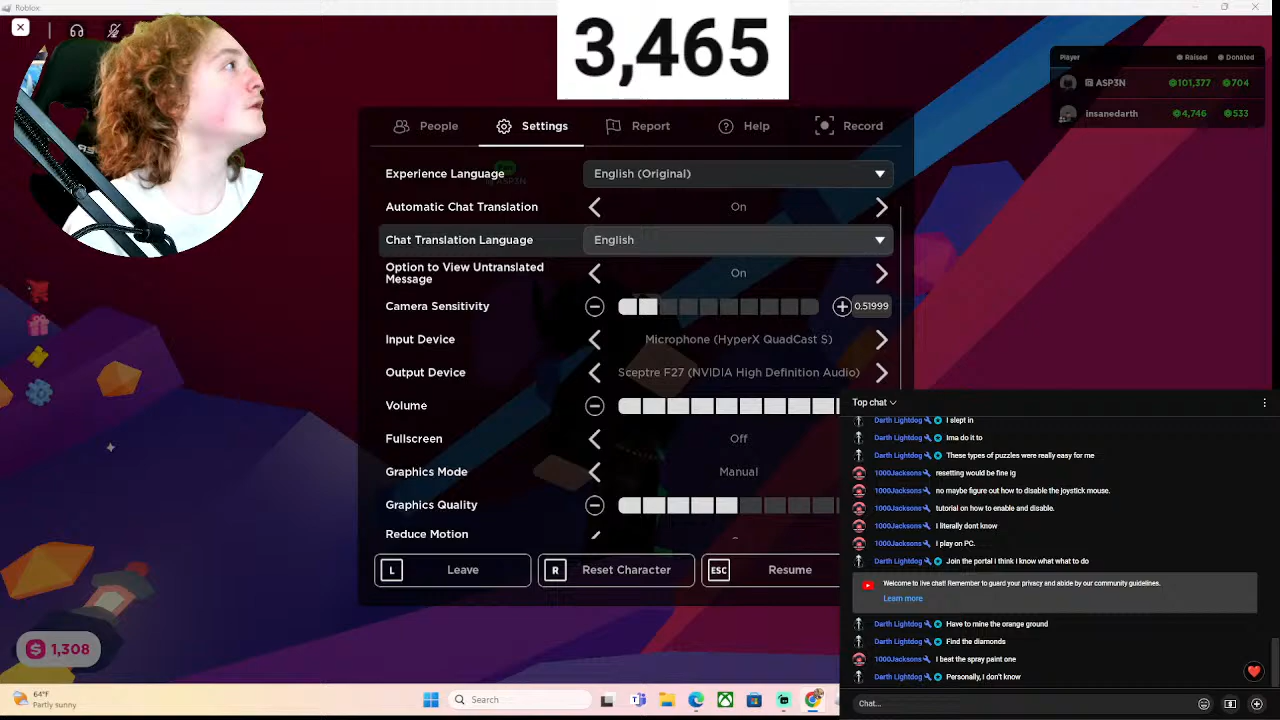 Roblox
3,465
Player Raised Donated
ASP3N 101,377 704
insanedarth 4,746 533
People Settings Report Help Record
Experience Language English (Original)
ASP3N
Automatic Chat Translation On
Chat Translation Language English
Option to View Untranslated
Message On
Camera Sensitivity 0.51999
Input Device Microphone (HyperX QuadCast S)
Output Device Sceptre F27 (NVIDIA High Definition Audio)
Volume
Fullscreen Off
Graphics Mode Manual
Graphics Quality
Reduce Motion
L Leave R Reset Character ESC Resume
1,308
Top chat
Darth Lightdog I slept in
Darth Lightdog Ima do it to
Darth Lightdog These types of puzzles were really easy for me
1000Jacksons resetting would be fine ig
1000Jacksons no maybe figure out how to disable the joystick mouse.
1000Jacksons tutorial on how to enable and disable.
1000Jacksons I literally dont know
1000Jacksons I play on PC.
Darth Lightdog Join the portal i think I know what what to do
Welcome to live chat! Remember to guard your privacy and abide by our community guidelines.
Learn more
Darth Lightdog Have to mine the orange ground
Darth Lightdog Find the diamonds
1000Jacksons I beat the spray paint one
Darth Lightdog Personally, I don't know
Chat...
64°F
Partly sunny
Search